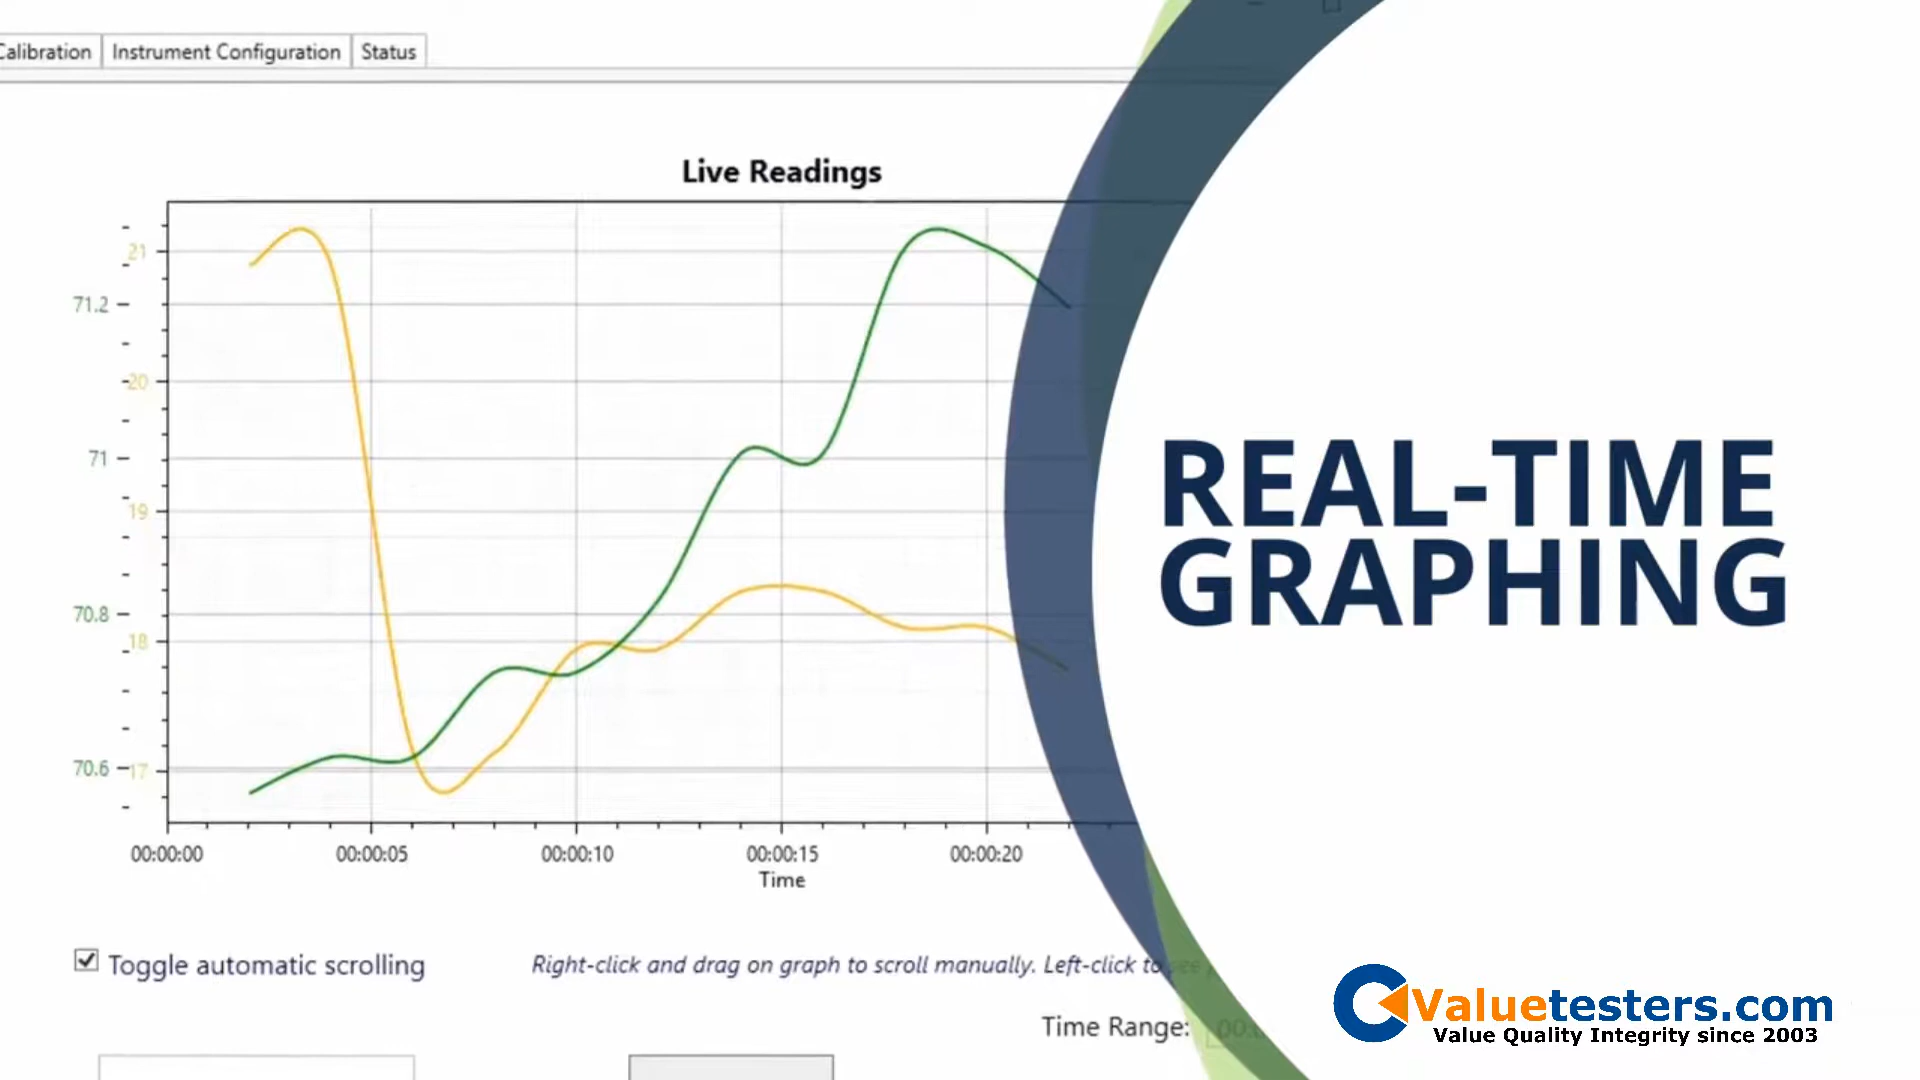 Calibration
Instrument Configuration
Status
Live Readings
21
71.2
20
71
19
70.8
18
70.6
17
00:00:00
00:00:05
00:00:10
00:00:15
00:00:20
Time
Toggle automatic scrolling
Right-click and drag on graph to scroll manually. Left-click to see
Time Range:
REAL-TIME
GRAPHING
Valuetesters.com
Value Quality Integrity since 2003